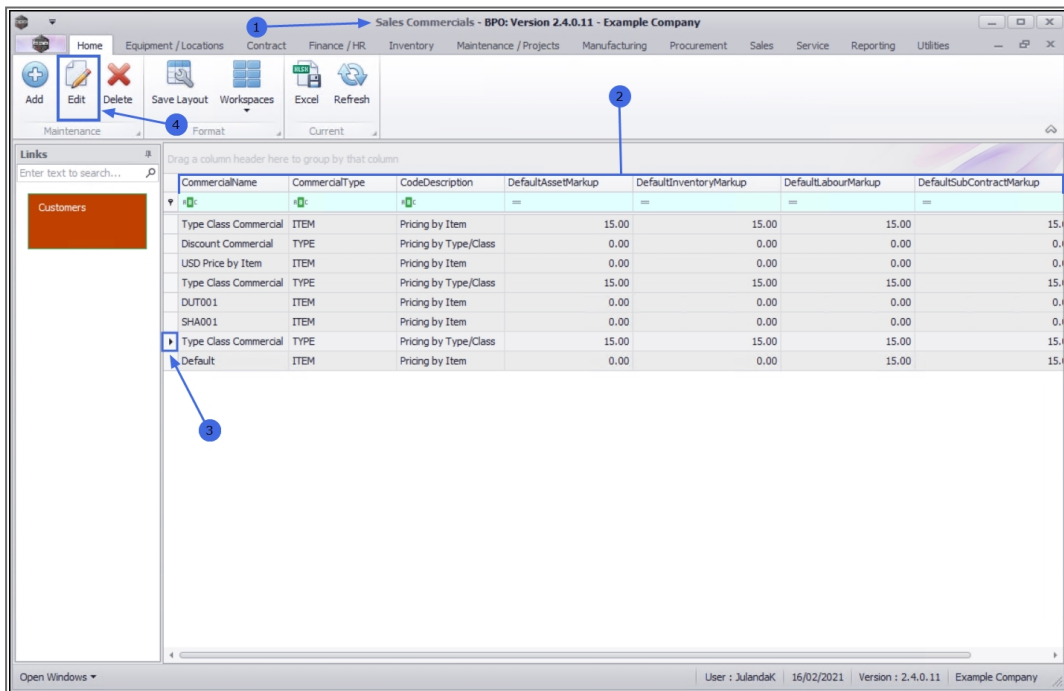 1
Sales Commercials - BPO: Version 2.4.0.11 - Example Company
Home Equipment / Locations Contract Finance / HR Inventory Maintenance / Projects Manufacturing Procurement Sales Service Reporting Utilities
Add Edit Delete Save Layout Workspaces Excel Refresh
2
4
Maintenance Format Current
Links
Enter text to search...
Customers
Drag a column header here to group by that column
CommercialName CommercialType CodeDescription DefaultAssetMarkup DefaultInventoryMarkup DefaultLabourMarkup DefaultSubContractMarkup
= = = =
Type Class Commercial ITEM Pricing by Item 15.00 15.00 15.00 15.
Discount Commercial TYPE Pricing by Type/Class 0.00 0.00 0.00 0.
USD Price by Item ITEM Pricing by Item 0.00 0.00 0.00 0.
Type Class Commercial TYPE Pricing by Type/Class 15.00 15.00 15.00 15.
DUT001 ITEM Pricing by Item 0.00 0.00 0.00 0.
SHA001 ITEM Pricing by Item 0.00 0.00 0.00 0.
Type Class Commercial TYPE Pricing by Type/Class 15.00 15.00 15.00 15.
Default ITEM Pricing by Item 0.00 0.00 15.00 15.
3
Open Windows User : JulandaK 16/02/2021 Version : 2.4.0.11 Example Company